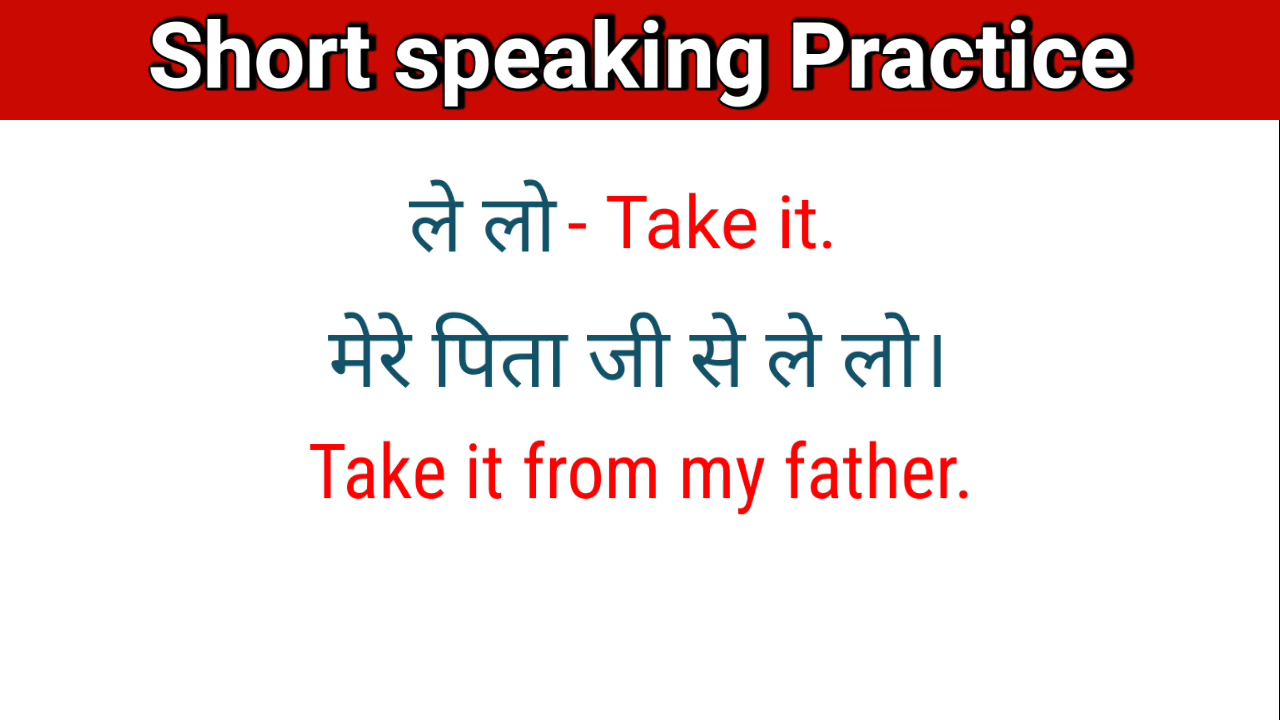 Short speaking Practice
ले लो - Take it.
मेरे पिता जी से ले लो।
Take it from my father.